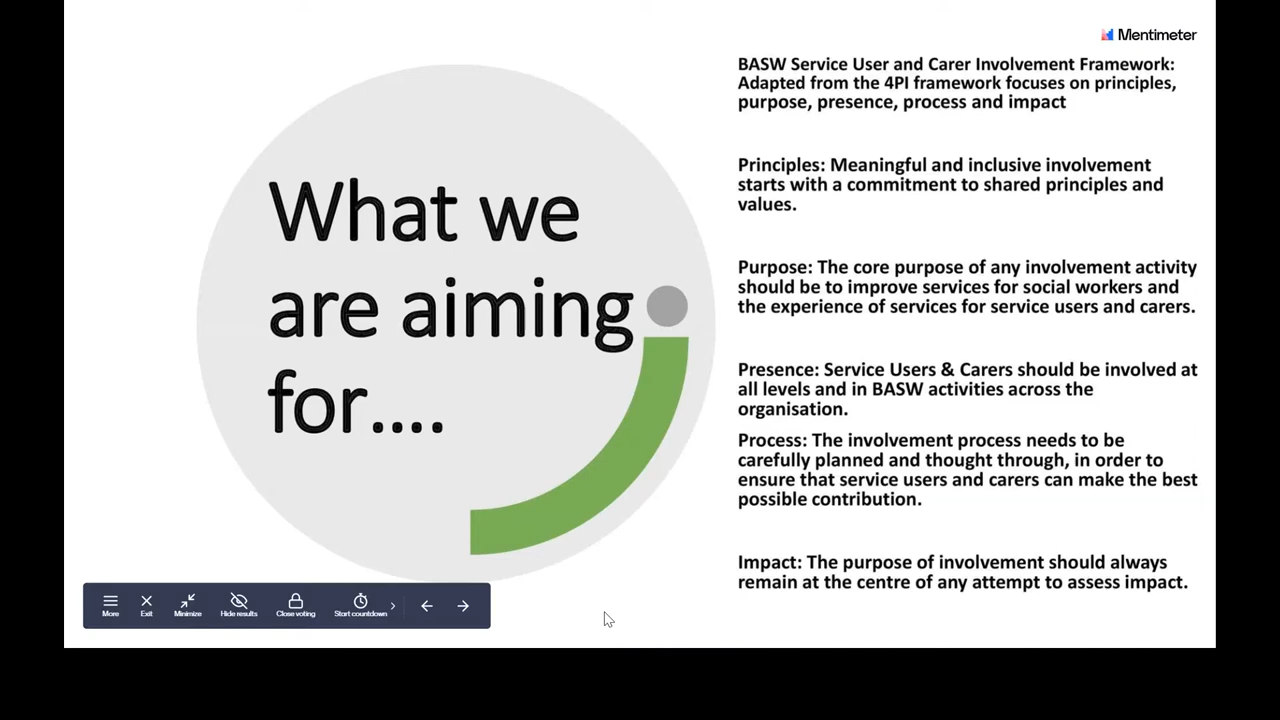 Mentimeter
What we
are aiming
for....
BASW Service User and Carer Involvement Framework:
Adapted from the 4PI framework focuses on principles,
purpose, presence, process and impact
Principles: Meaningful and inclusive involvement
starts with a commitment to shared principles and
values.
Purpose: The core purpose of any involvement activity
should be to improve services for social workers and
the experience of services for service users and carers.
Presence: Service Users & Carers should be involved at
all levels and in BASW activities across the
organisation.
Process: The involvement process needs to be
carefully planned and thought through, in order to
ensure that service users and carers can make the best
possible contribution.
Impact: The purpose of involvement should always
remain at the centre of any attempt to assess impact.
More Exit Minimize Hide results Close voting Start countdown